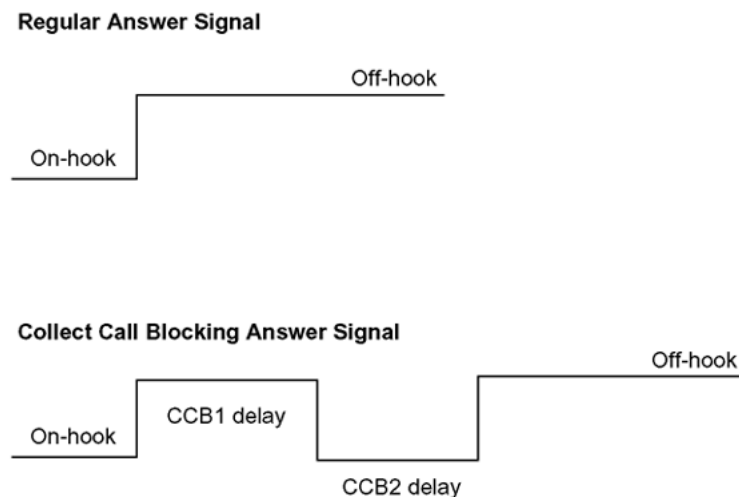 Regular Answer Signal
Off-hook
On-hook
Collect Call Blocking Answer Signal
Off-hook
CCB1 delay
On-hook
CCB2 delay